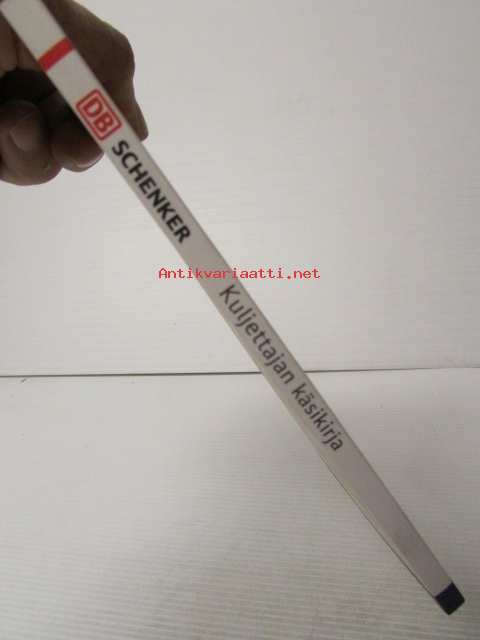 DB SCHENKER
Kuljettajan käsikirja
Antikvariaatti.net